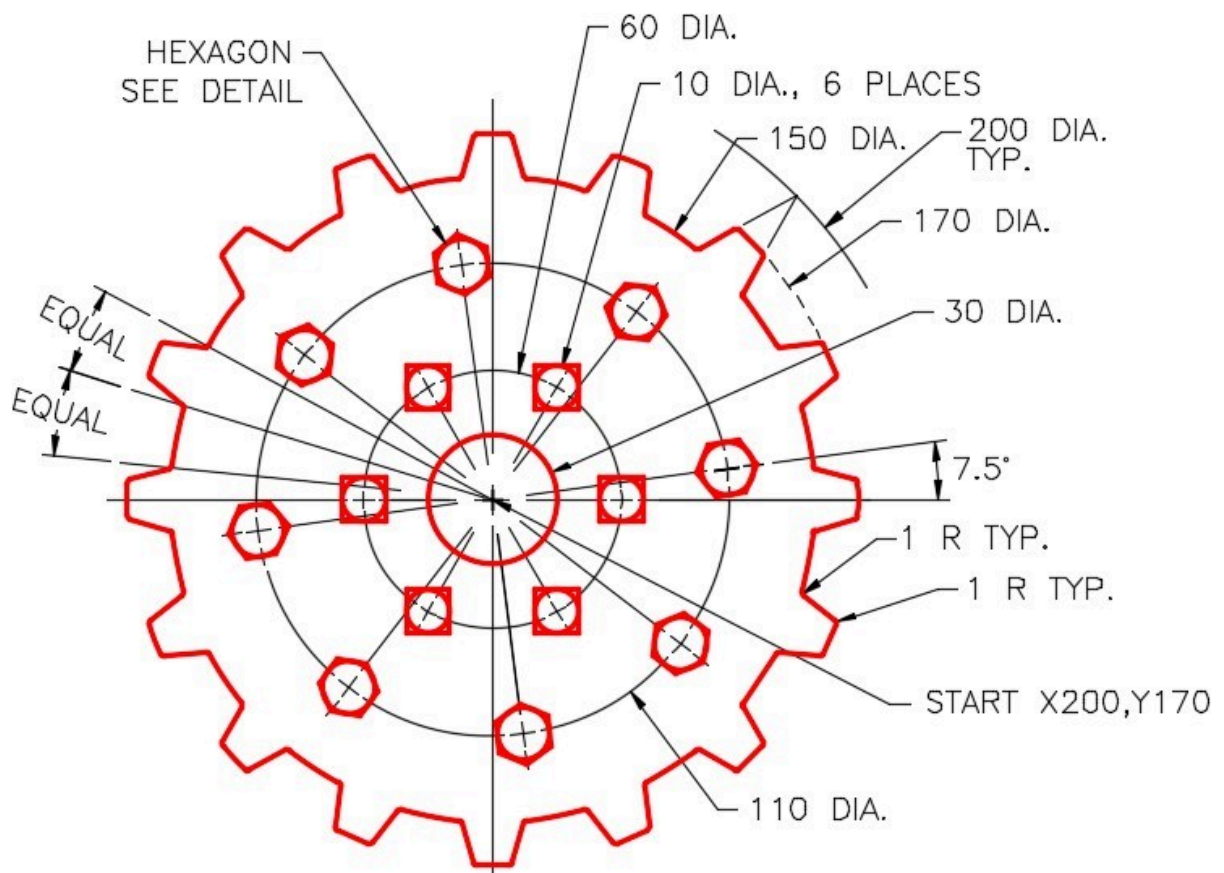 60 DIA.
HEXAGON
SEE DETAIL
10 DIA., 6 PLACES
150 DIA.
200 DIA.
TYP.
170 DIA.
30 DIA.
EQUAL
EQUAL
7.5°
1 R TYP.
1 R TYP.
START X200,Y170
110 DIA.